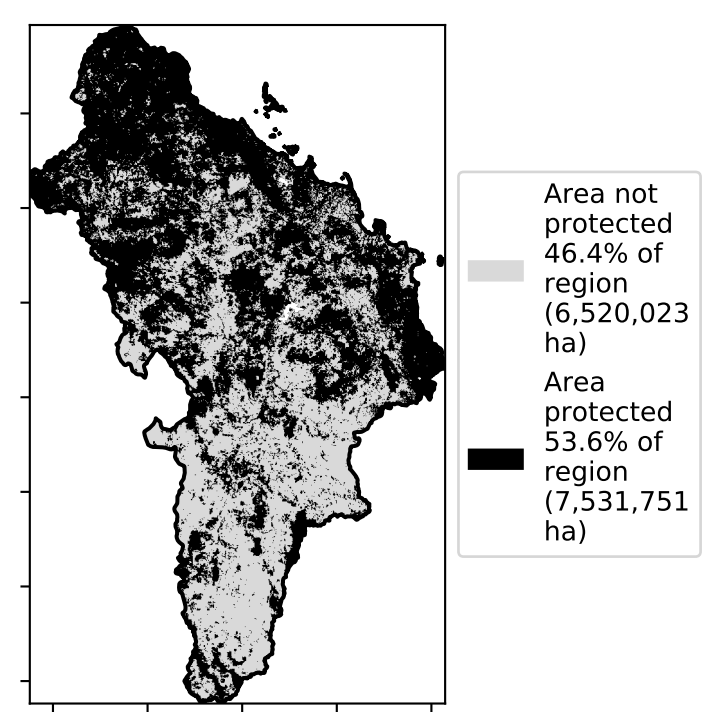 Area not
protected
46.4% of
region
(6,520,023
ha)
Area
protected
53.6% of
region
(7,531,751
ha)